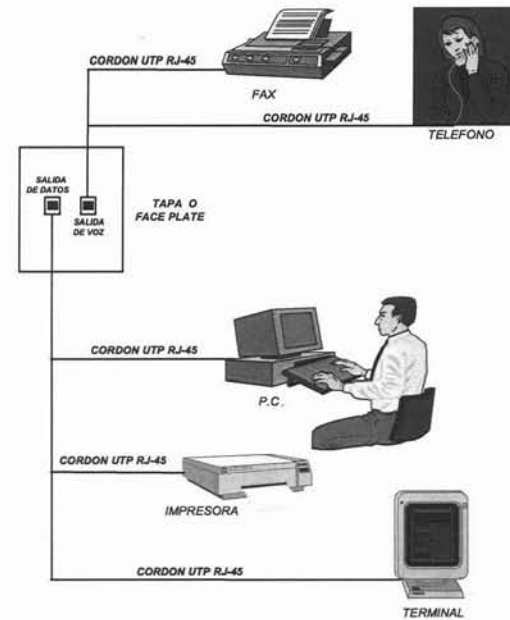 CORDON UTP RJ-45
FAX
CORDON UTP RJ-45
TELEFONO
SALIDA
DE DATOS
SALIDA
DE VOZ
TAPA O
FACE PLATE
CORDON UTP RJ-45
P.C.
CORDON UTP RJ-45
IMPRESORA
CORDON UTP RJ-45
TERMINAL